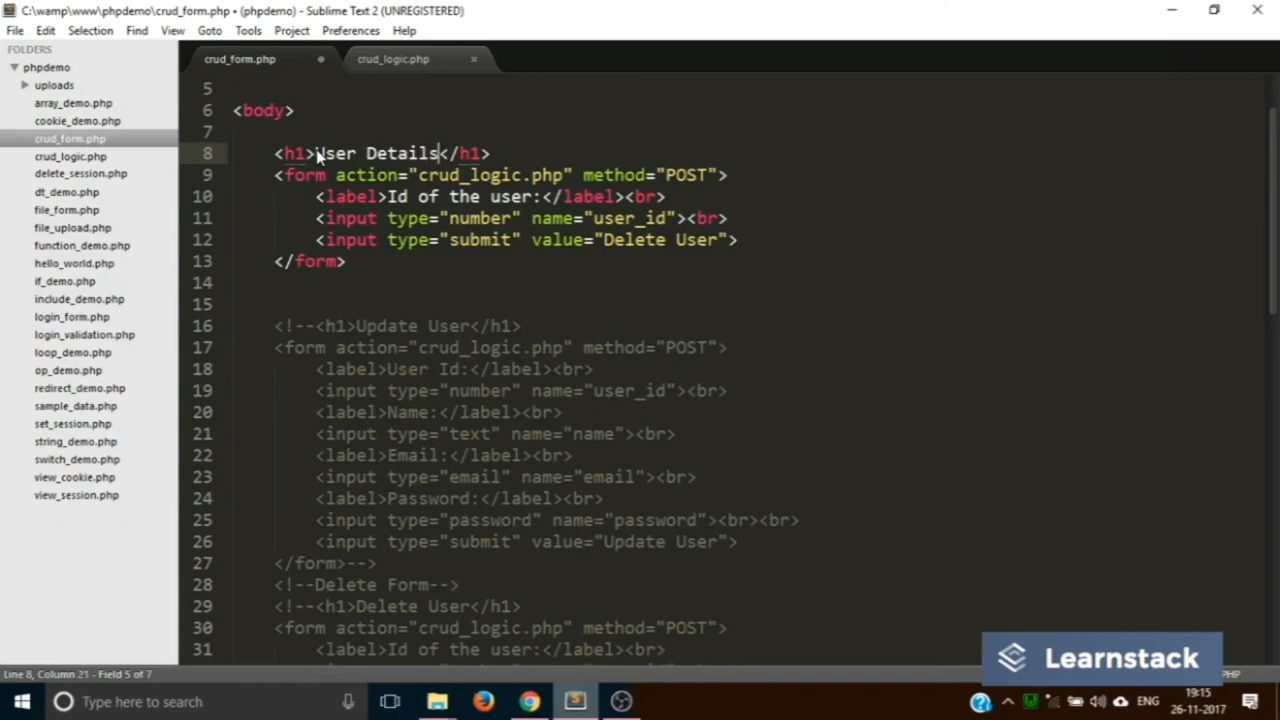 C:\wamp\www\phpdemo\crud_form.php • (phpdemo) - Sublime Text 2 (UNREGISTERED)
File Edit Selection Find View Goto Tools Project Preferences Help
FOLDERS
phpdemo
uploads
array_demo.php
cookie_demo.php
crud_form.php
crud_logic.php
delete_session.php
dt_demo.php
file_form.php
file_upload.php
function_demo.php
hello_world.php
if_demo.php
include_demo.php
login_form.php
login_validation.php
loop_demo.php
op_demo.php
redirect_demo.php
sample_data.php
set_session.php
string_demo.php
switch_demo.php
view_cookie.php
view_session.php
crud_form.php crud_logic.php
5
6 <body>
7
8 <h1>User Details</h1>
9 <form action="crud_logic.php" method="POST">
10 <label>Id of the user:</label><br>
11 <input type="number" name="user_id"><br>
12 <input type="submit" value="Delete User">
13 </form>
14
15
16 <!--<h1>Update User</h1>
17 <form action="crud_logic.php" method="POST">
18 <label>User Id:</label><br>
19 <input type="number" name="user_id"><br>
20 <label>Name:</label><br>
21 <input type="text" name="name"><br>
22 <label>Email:</label><br>
23 <input type="email" name="email"><br>
24 <label>Password:</label><br>
25 <input type="password" name="password"><br><br>
26 <input type="submit" value="Update User">
27 </form>-->
28 <!--Delete Form-->
29 <!--<h1>Delete User</h1>
30 <form action="crud_logic.php" method="POST">
31 <label>Id of the user:</label><br>
Learnstack
Line 8, Column 21 - Field 5 of 7
PHP
Type here to search
ENG
19:15
26-11-2017